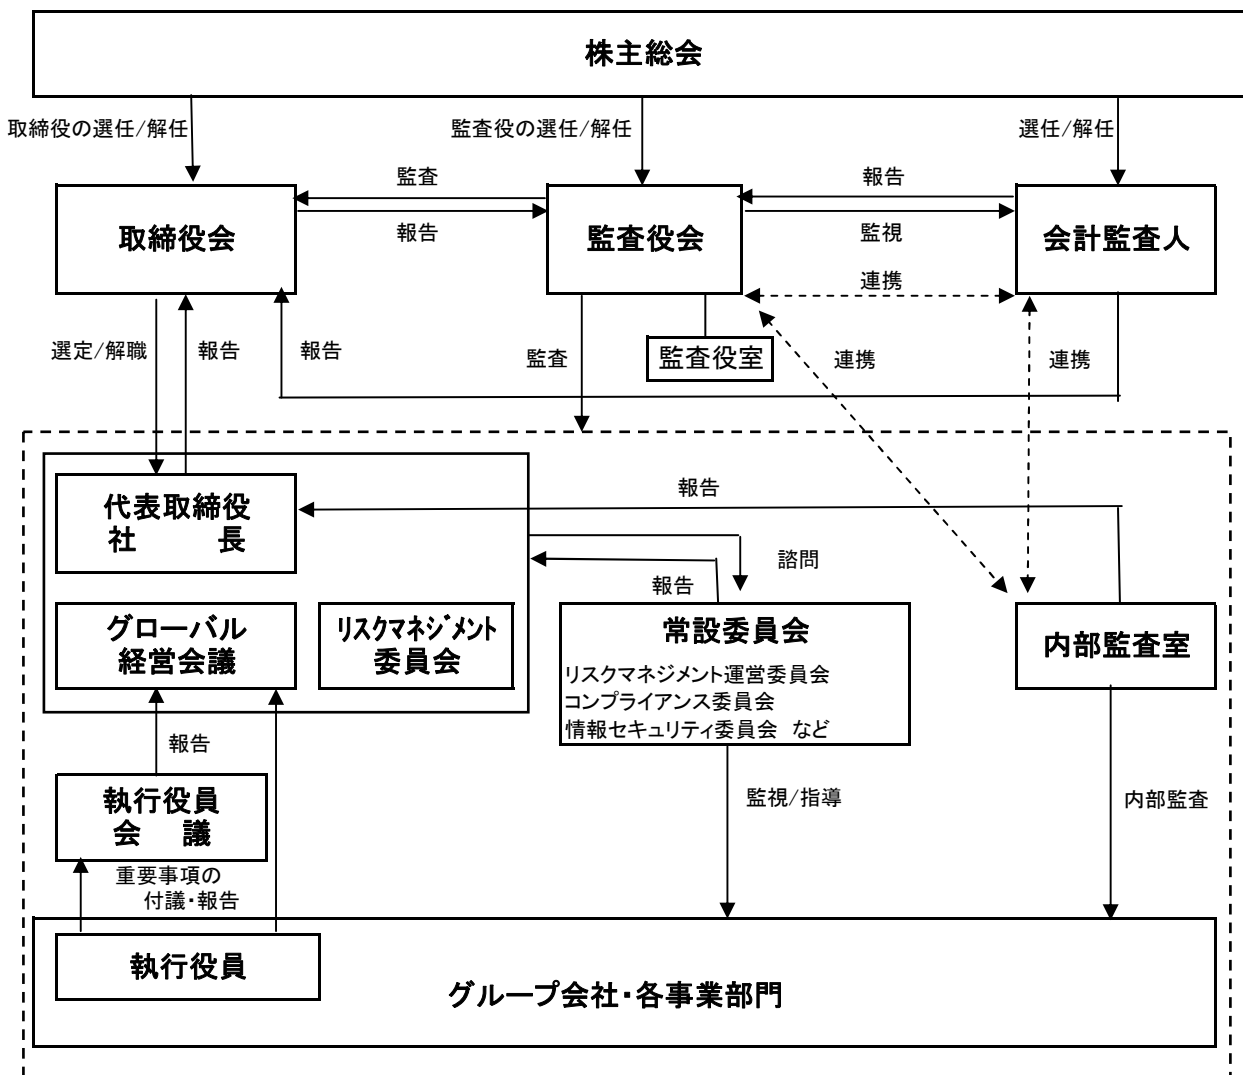 株主総会
取締役の選任/解任
監査役の選任/解任
選任/解任
監査
報告
取締役会
報告
監査役会
監視
会計監査人
連携
選定/解職
報告
報告
監査
監査役室
連携
連携
代表取締役
社　長
報告
諮問
報告
グローバル
経営会議
リスクマネジメント
委員会
常設委員会
リスクマネジメント運営委員会
コンプライアンス委員会
情報セキュリティ委員会 など
内部監査室
報告
執行役員
会　議
監視/指導
内部監査
重要事項の
付議・報告
執行役員
グループ会社・各事業部門